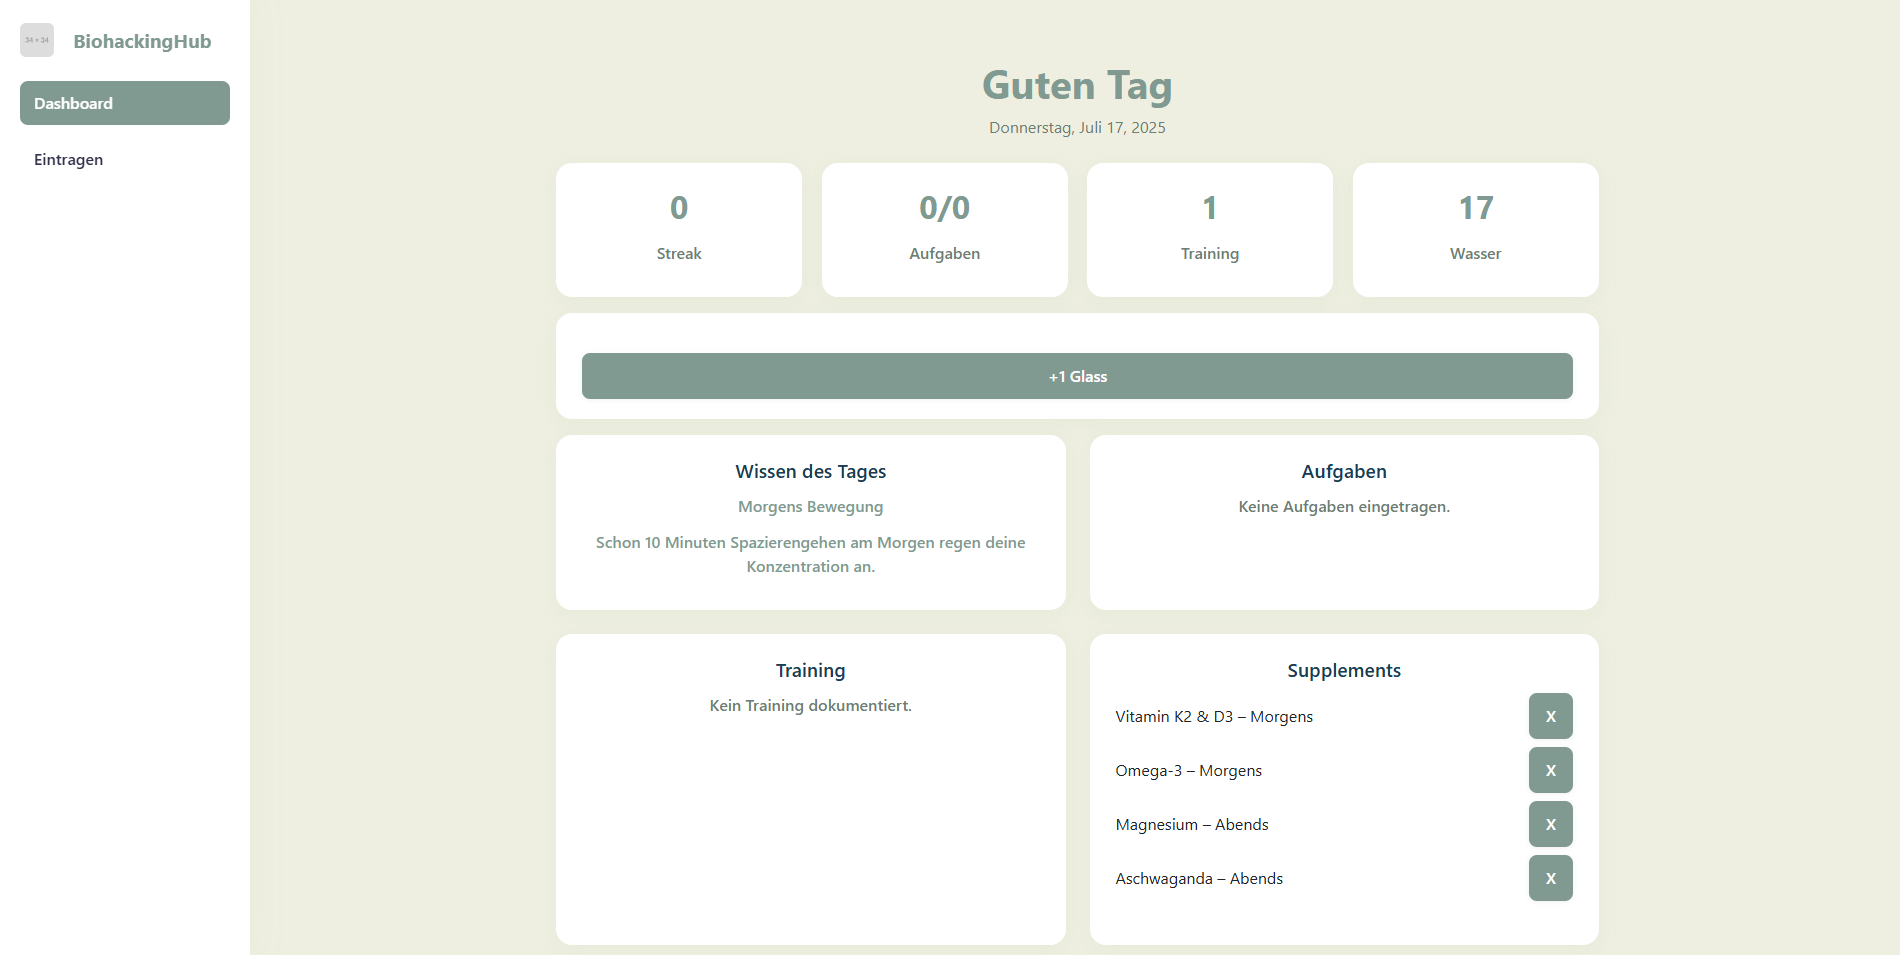 34 × 34
BiohackingHub
Dashboard
Eintragen
Guten Tag
Donnerstag, Juli 17, 2025
0
Streak
0/0
Aufgaben
1
Training
17
Wasser
+1 Glass
Wissen des Tages
Morgens Bewegung
Schon 10 Minuten Spazierengehen am Morgen regen deine
Konzentration an.
Aufgaben
Keine Aufgaben eingetragen.
Training
Kein Training dokumentiert.
Supplements
Vitamin K2 & D3 – Morgens
X
Omega-3 – Morgens
X
Magnesium – Abends
X
Aschwaganda – Abends
X